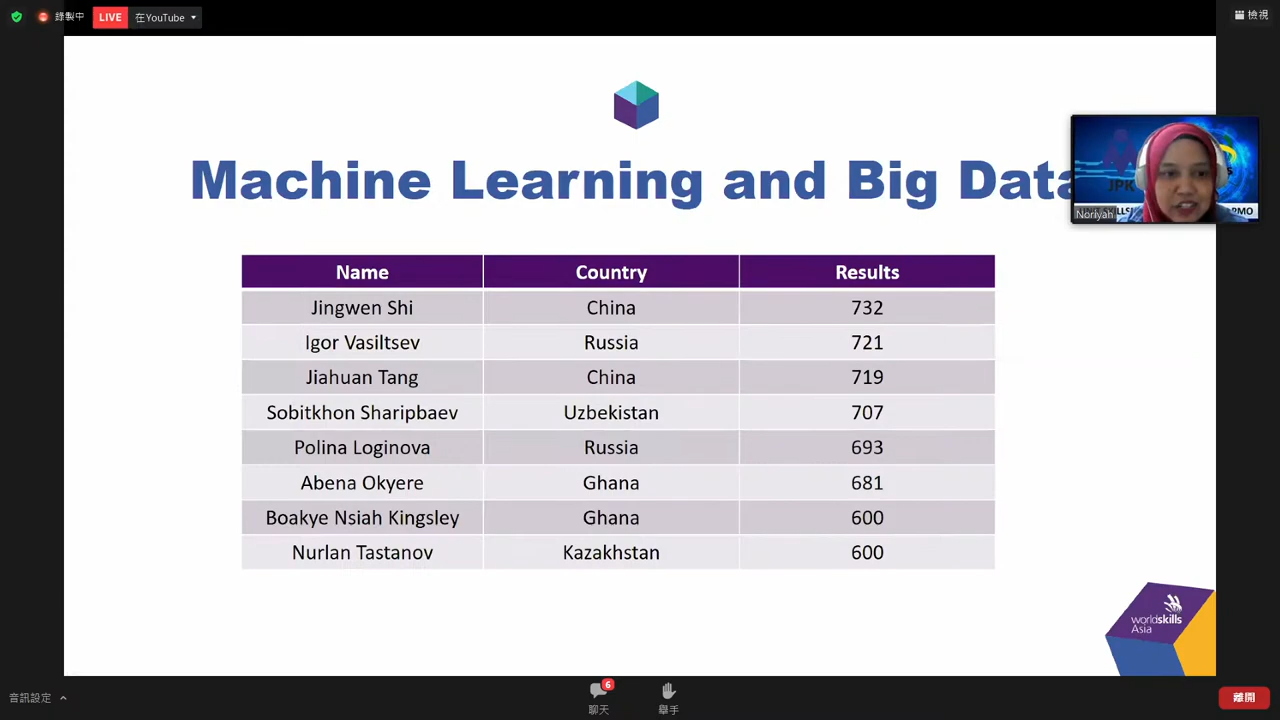 錄製中 LIVE 在YouTube
檢視
Machine Learning and Big Data
JPK
Noriyah
Name Country Results
Jingwen Shi China 732
Igor Vasiltsev Russia 721
Jiahuan Tang China 719
Sobitkhon Sharipbaev Uzbekistan 707
Polina Loginova Russia 693
Abena Okyere Ghana 681
Boakye Nsiah Kingsley Ghana 600
Nurlan Tastanov Kazakhstan 600
worldskills
Asia
音訊設定
6
聊天
舉手
離開